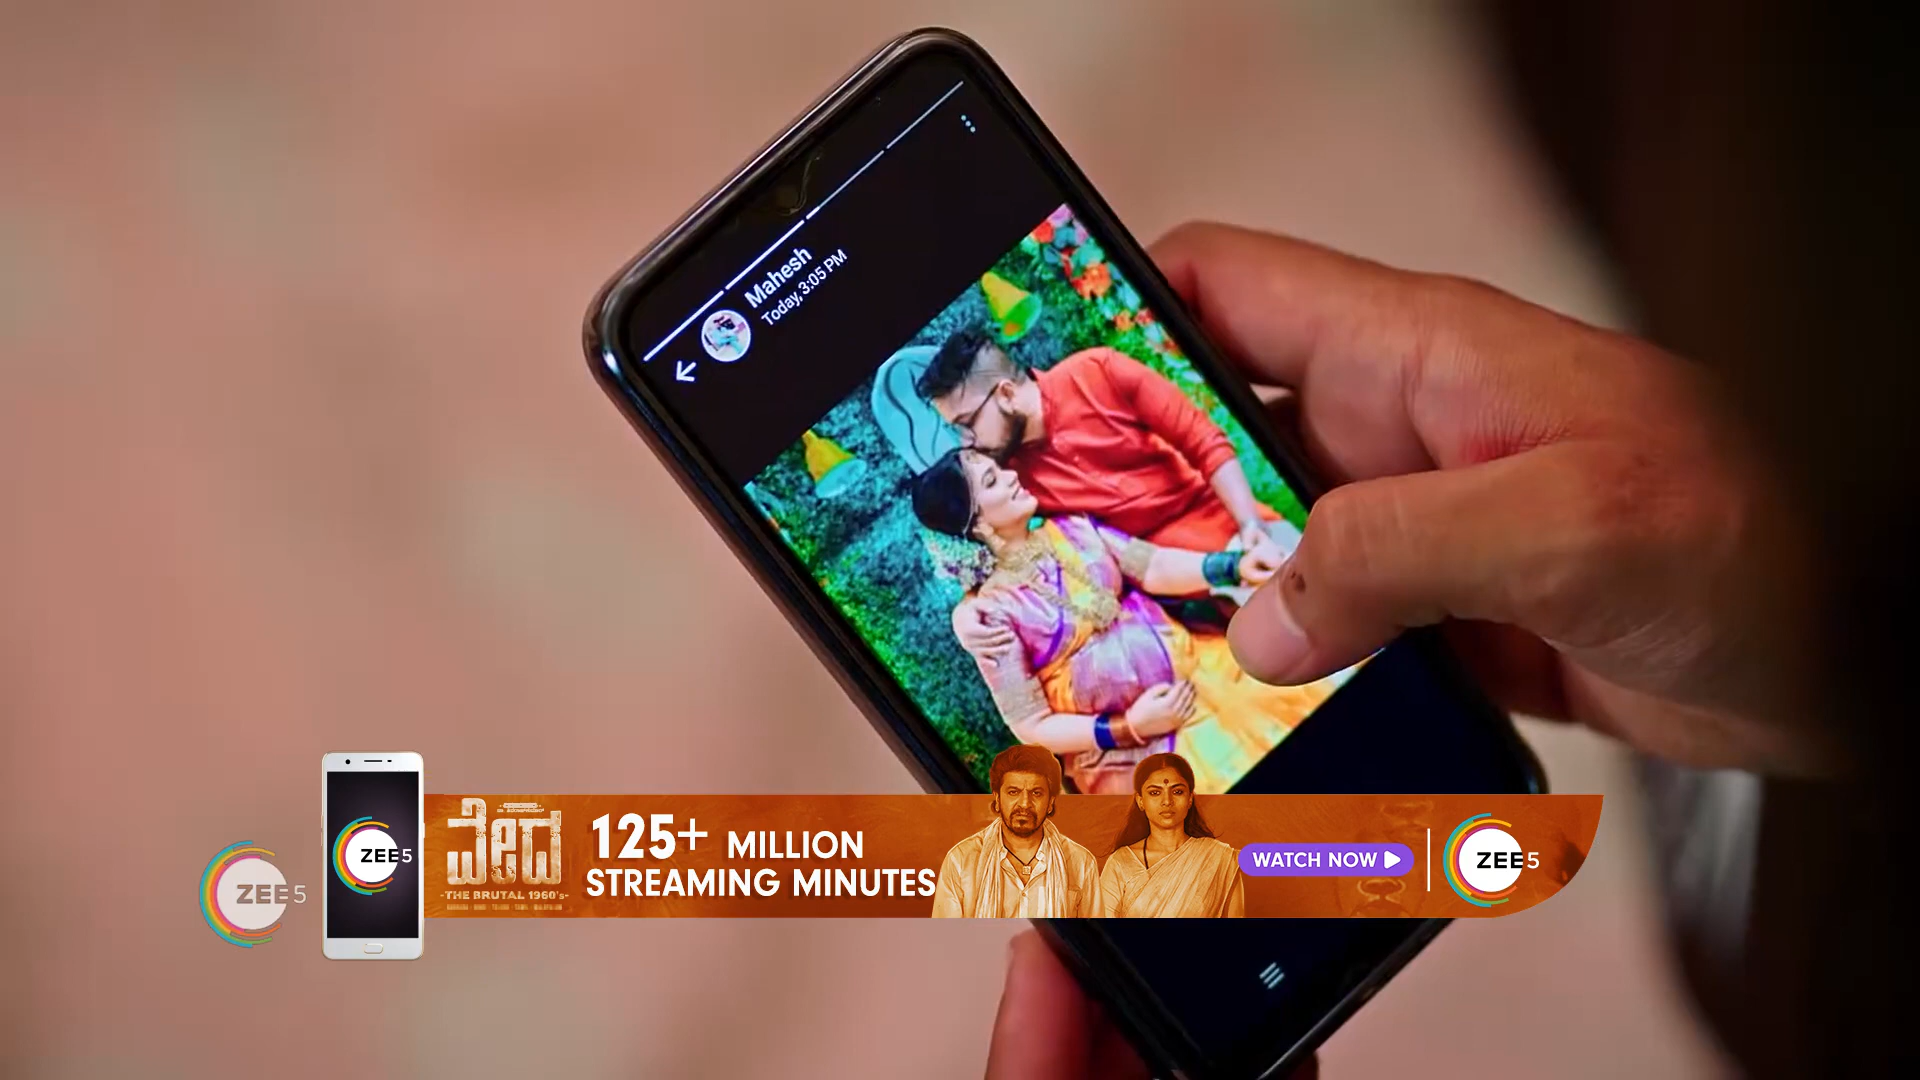 Mahesh
Today, 3:05 PM
ZEE5
ZEE5
ವೇದ
-THE BRUTAL 1960's-
125+ MILLION
STREAMING MINUTES
WATCH NOW
ZEE5